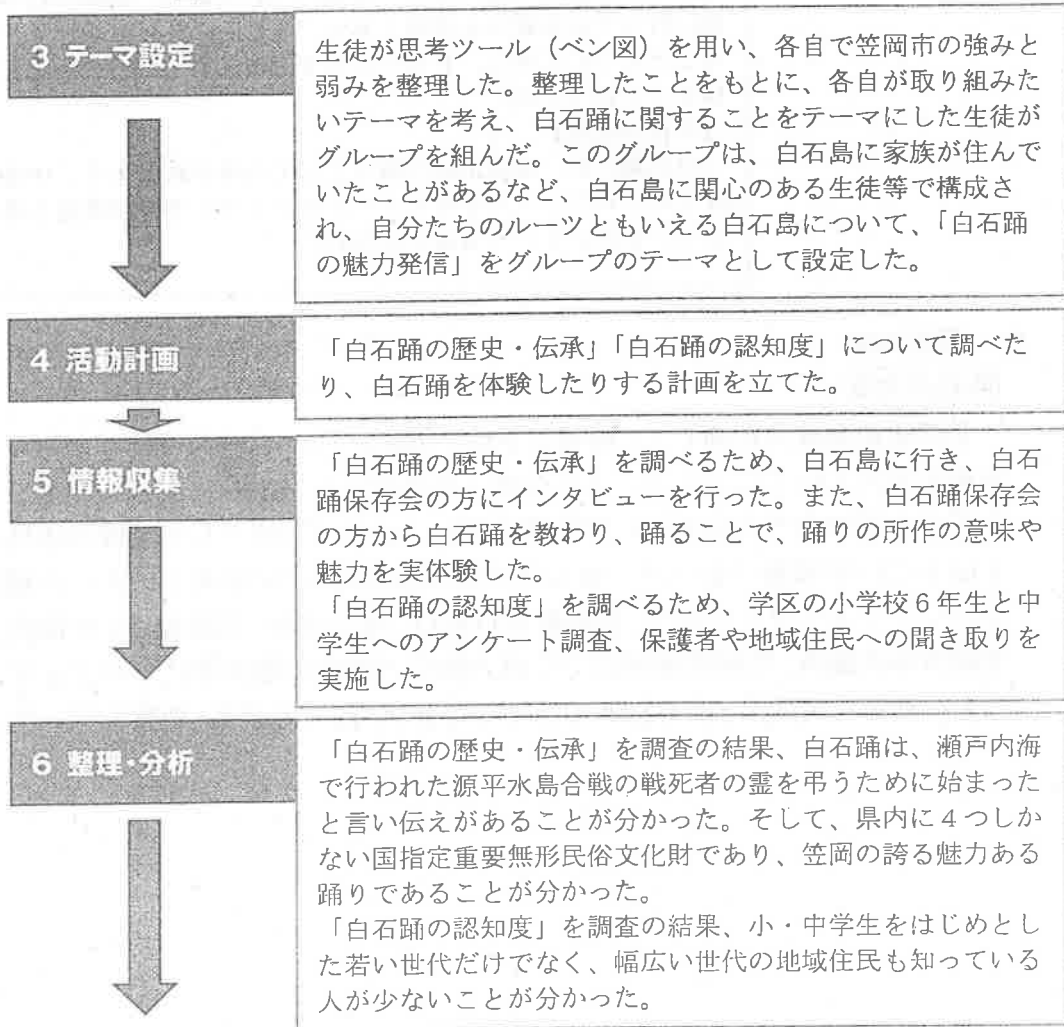 3 テーマ設定
生徒が思考ツール（ベン図）を用い、各自で笠岡市の強みと
弱みを整理した。整理したことをもとに、各自が取り組みた
いテーマを考え、白石踊に関することをテーマにした生徒が
グループを組んだ。このグループは、白石島に家族が住んで
いたことがあるなど、白石島に関心のある生徒等で構成さ
れ、自分たちのルーツともいえる白石島について、「白石踊
の魅力発信」をグループのテーマとして設定した。
4 活動計画
「白石踊の歴史・伝承」「白石踊の認知度」について調べた
り、白石踊を体験したりする計画を立てた。
5 情報収集
「白石踊の歴史・伝承」を調べるため、白石島に行き、白石
踊保存会の方にインタビューを行った。また、白石踊保存会
の方から白石踊を教わり、踊ることで、踊りの所作の意味や
魅力を実体験した。
「白石踊の認知度」を調べるため、学区の小学校６年生と中
学生へのアンケート調査、保護者や地域住民への聞き取りを
実施した。
6 整理・分析
「白石踊の歴史・伝承」を調査の結果、白石踊は、瀬戸内海
で行われた源平水島合戦の戦死者の霊を弔うために始まった
と言い伝えがあることが分かった。そして、県内に４つしか
ない国指定重要無形民俗文化財であり、笠岡の誇る魅力ある
踊りであることが分かった。
「白石踊の認知度」を調査の結果、小・中学生をはじめとし
た若い世代だけでなく、幅広い世代の地域住民も知っている
人が少ないことが分かった。